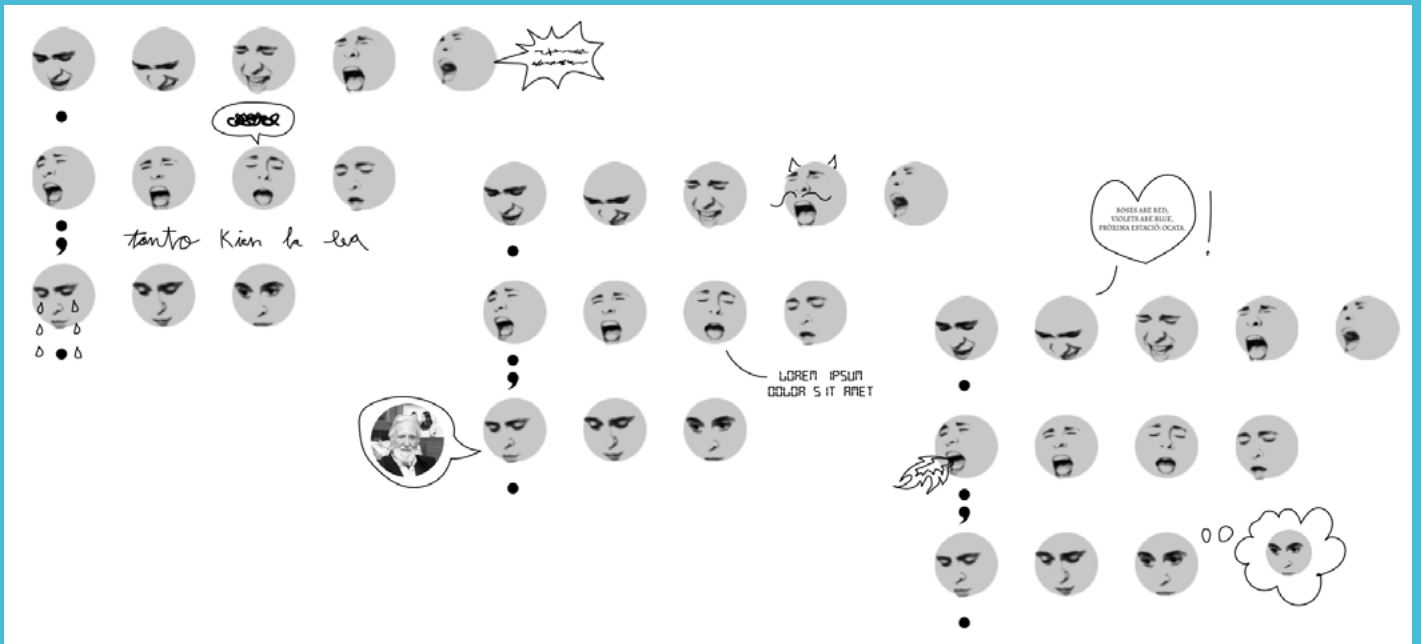 tanto Kien la lea
LOREM IPSUM
DOLOR SIT AMET
ROSES ARE RED,
VIOLETS ARE BLUE,
PRÒXIMA ESTACIÓ: OCATA.